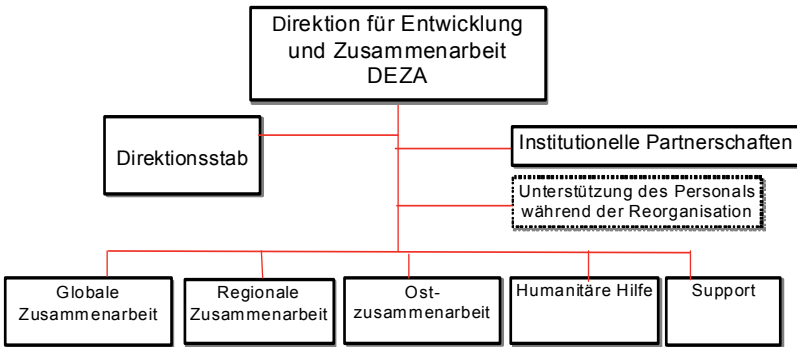 Direktion für Entwicklung
und Zusammenarbeit
DEZA
Direktionsstab
Institutionelle Partnerschaften
Unterstützung des Personals
während der Reorganisation
Globale
Zusammenarbeit
Regionale
Zusammenarbeit
Ost-
zusammenarbeit
Humanitäre Hilfe
Support